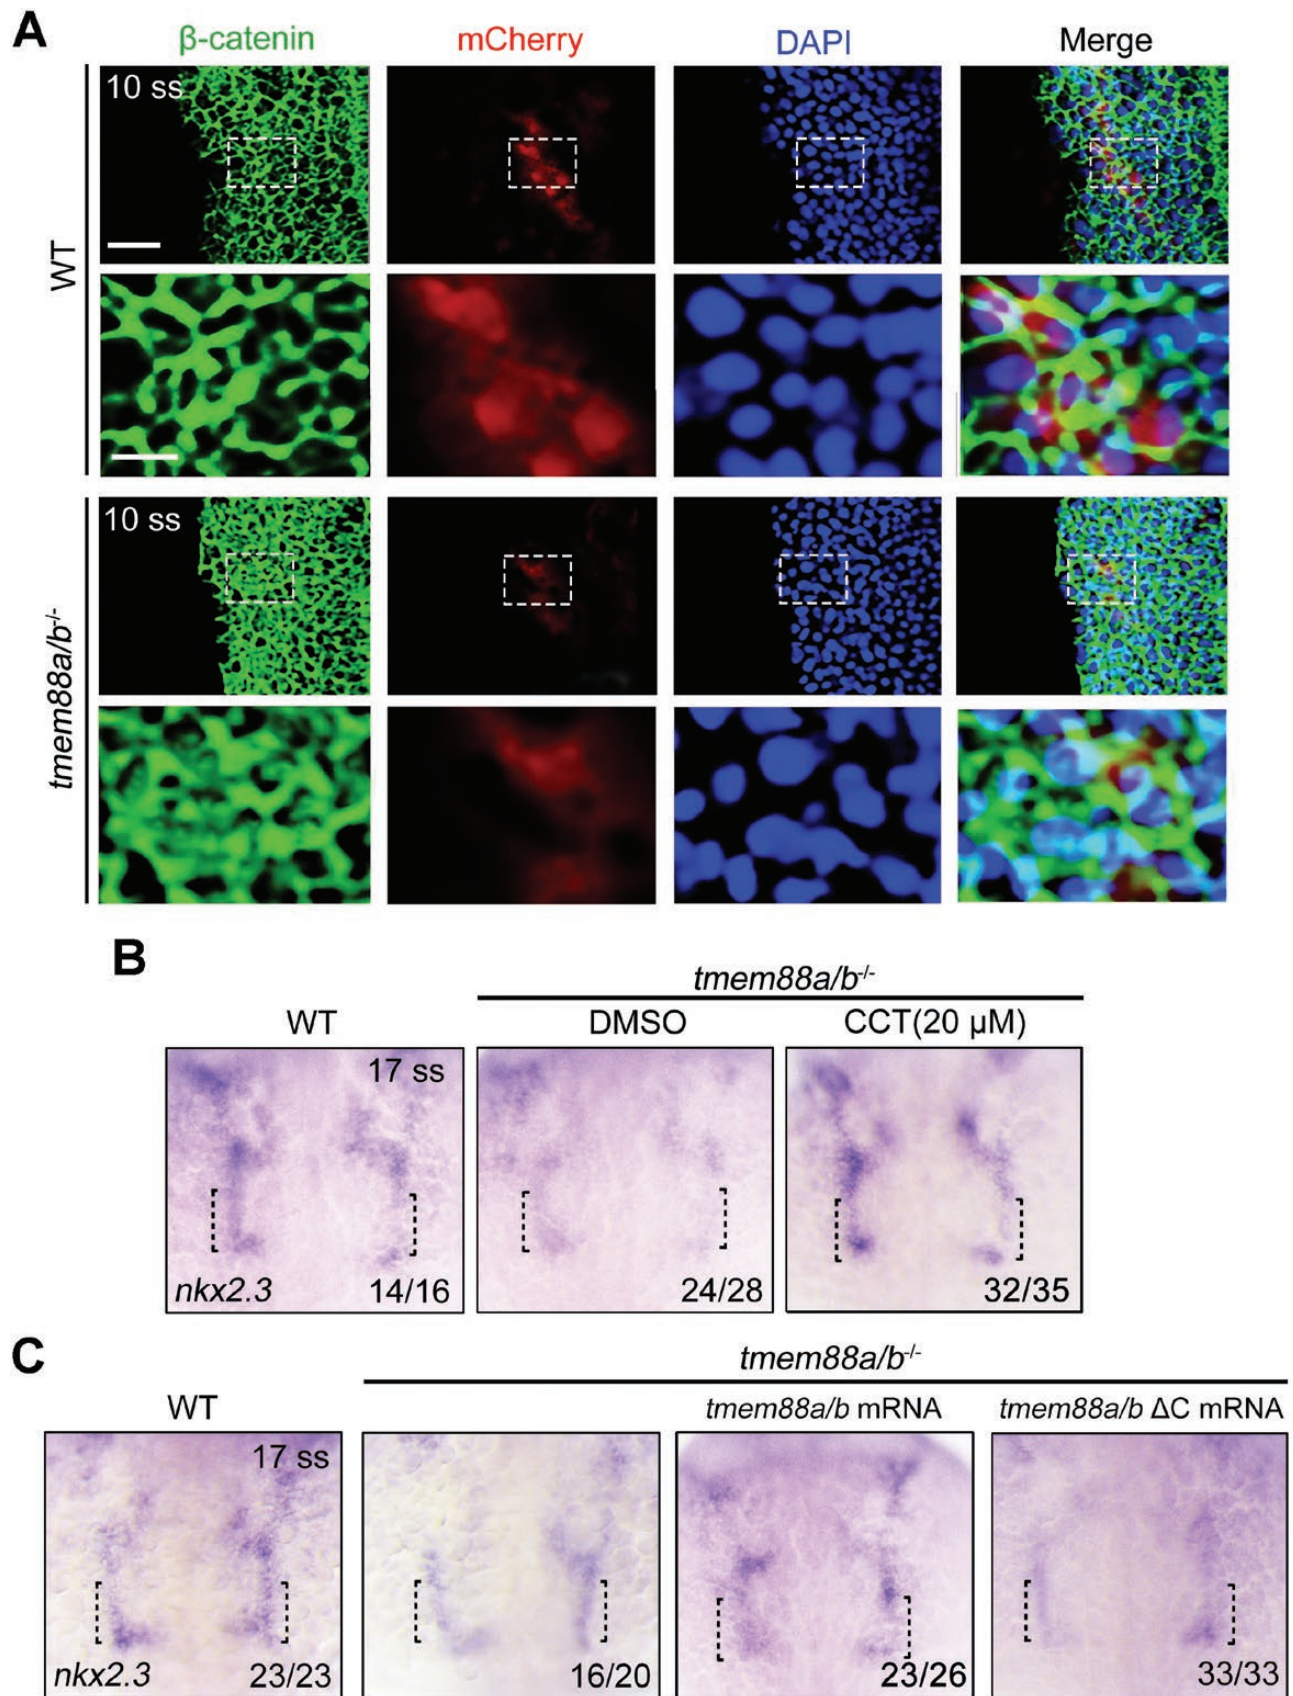 A
β-catenin mCherry DAPI Merge
WT
10 ss
tmem88a/b-/-
10 ss
B
tmem88a/b-/-
WT DMSO CCT(20 μM)
17 ss
nkx2.3 14/16 24/28 32/35
C
tmem88a/b-/-
WT tmem88a/b mRNA tmem88a/b ΔC mRNA
17 ss
nkx2.3 23/23 16/20 23/26 33/33